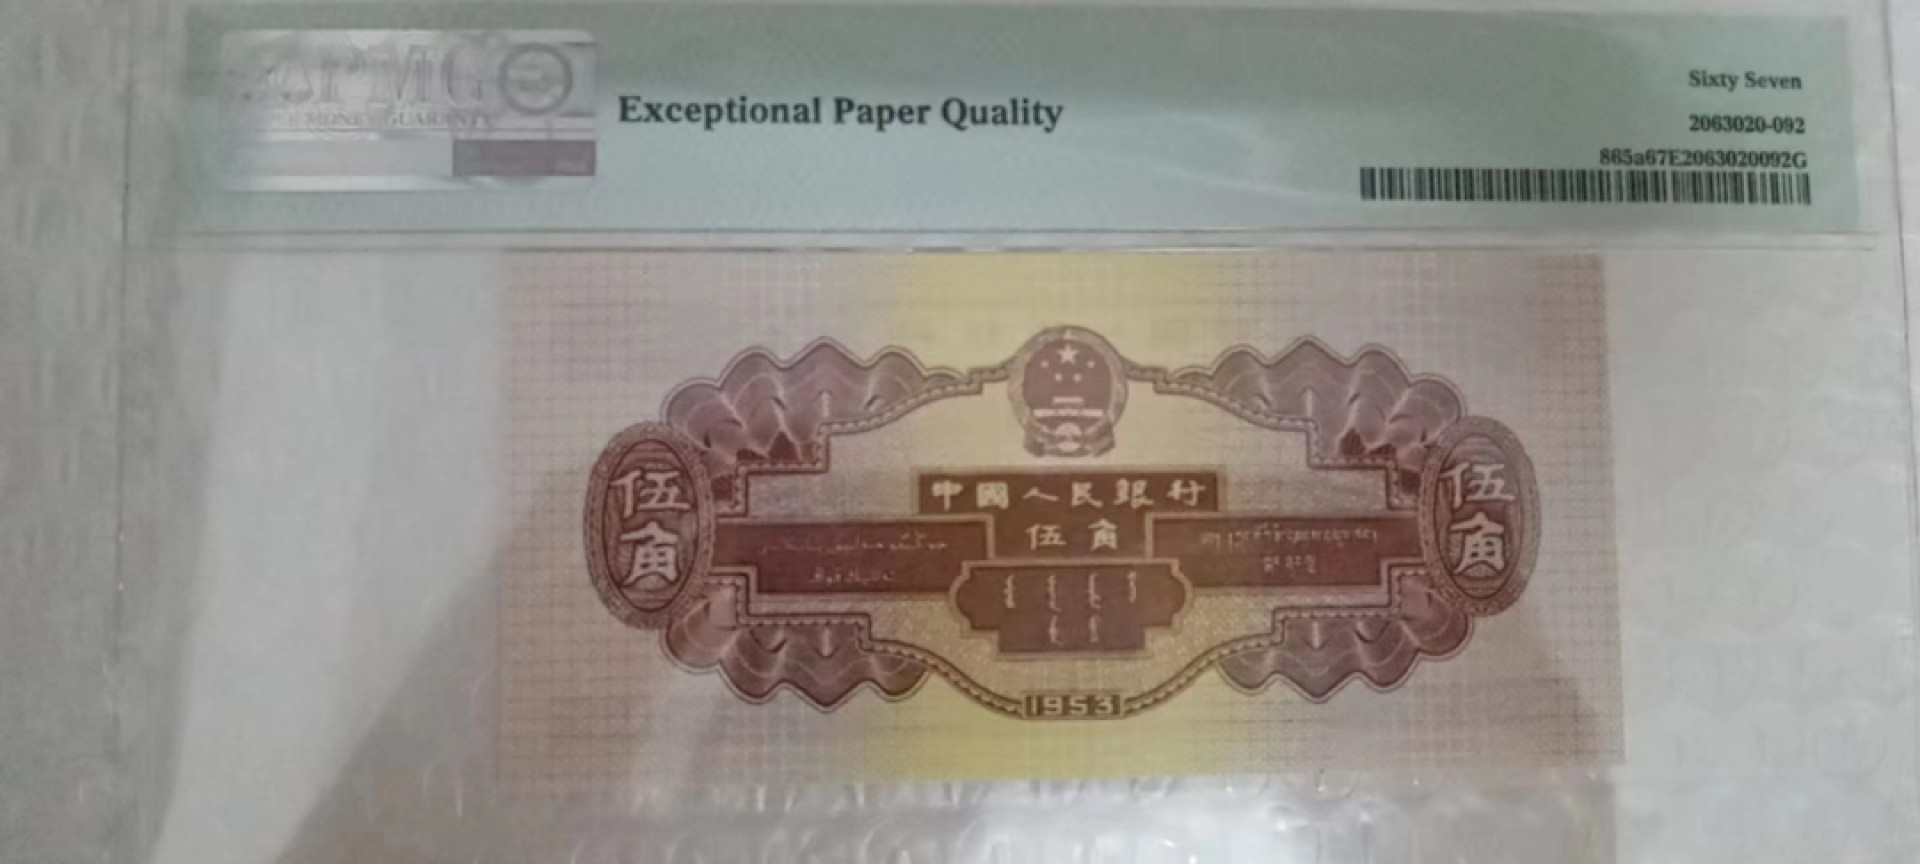 PMG
Exceptional Paper Quality
Sixty Seven
2063020-092
865a67E2063020092G
中國人民銀行
伍角
伍角
伍角
1953